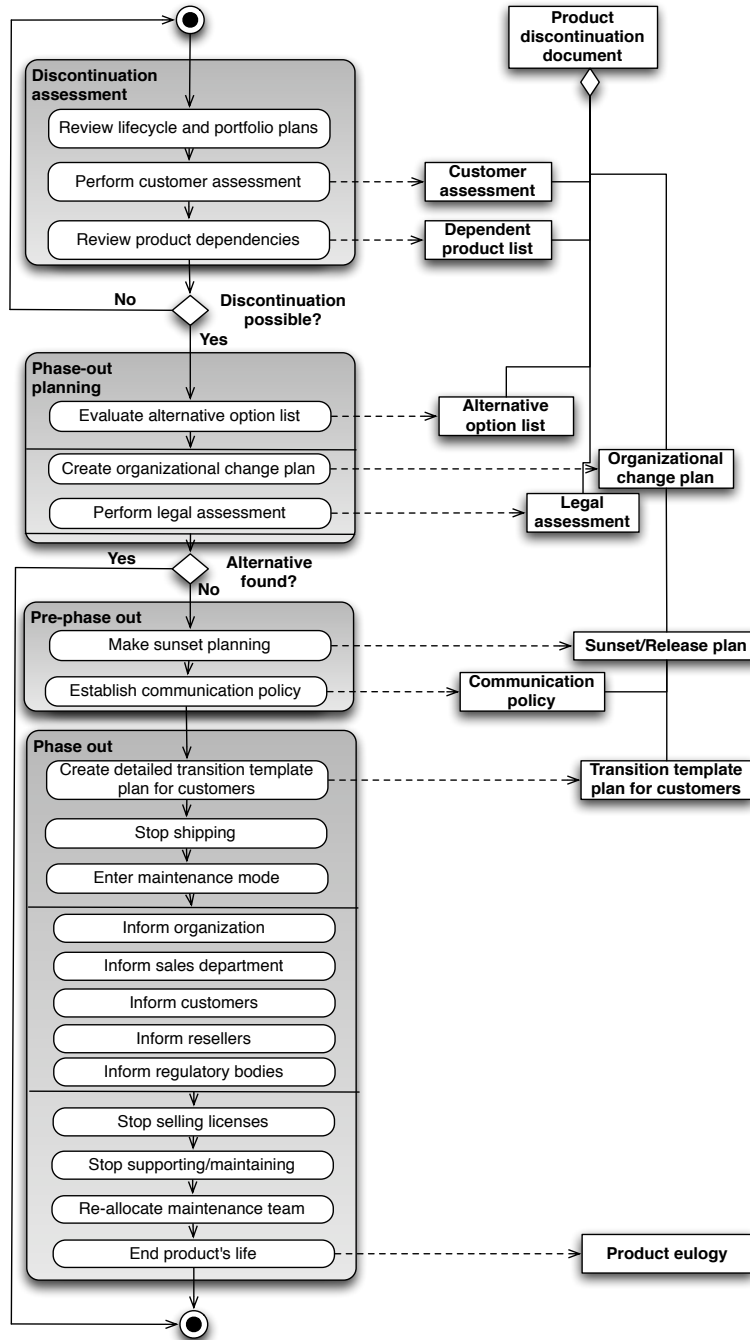 Product
discontinuation
document
Discontinuation
assessment
Review lifecycle and portfolio plans
Perform customer assessment
Customer
assessment
Review product dependencies
Dependent
product list
No
Discontinuation
possible?
Yes
Phase-out
planning
Evaluate alternative option list
Alternative
option list
Create organizational change plan
Organizational
change plan
Perform legal assessment
Legal
assessment
Yes
Alternative
found?
No
Pre-phase out
Make sunset planning
Sunset/Release plan
Establish communication policy
Communication
policy
Phase out
Create detailed transition template
plan for customers
Transition template
plan for customers
Stop shipping
Enter maintenance mode
Inform organization
Inform sales department
Inform customers
Inform resellers
Inform regulatory bodies
Stop selling licenses
Stop supporting/maintaining
Re-allocate maintenance team
End product's life
Product eulogy